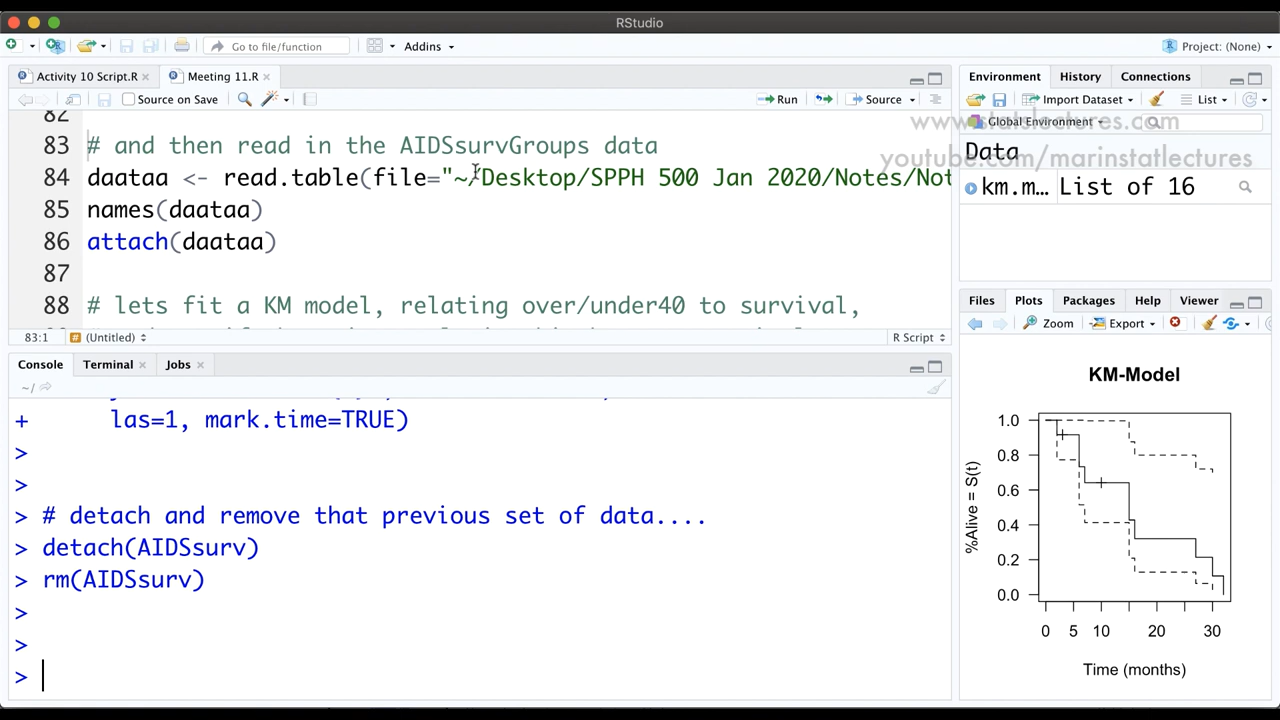 RStudio
Go to file/function
Addins
Project: (None)
Activity 10 Script.R
Meeting 11.R
Source on Save
Run
Source
82
83 # and then read in the AIDSsurvGroups data
84 daataa <- read.table(file="~/Desktop/SPPH 500 Jan 2020/Notes/Not
85 names(daataa)
86 attach(daataa)
87
88 # lets fit a KM model, relating over/under40 to survival,
83:1
(Untitled)
R Script
Console
Terminal
Jobs
~/
+ las=1, mark.time=TRUE)
>
>
> # detach and remove that previous set of data....
> detach(AIDSsurv)
> rm(AIDSsurv)
>
>
>
Environment
History
Connections
Import Dataset
List
Global Environment
www.statslectures.com
youtube.com/marinstatlectures
Data
km.m… List of 16
Files
Plots
Packages
Help
Viewer
Zoom
Export
KM-Model
%Alive = S(t)
1.0
0.8
0.6
0.4
0.2
0.0
0 5 10 20 30
Time (months)